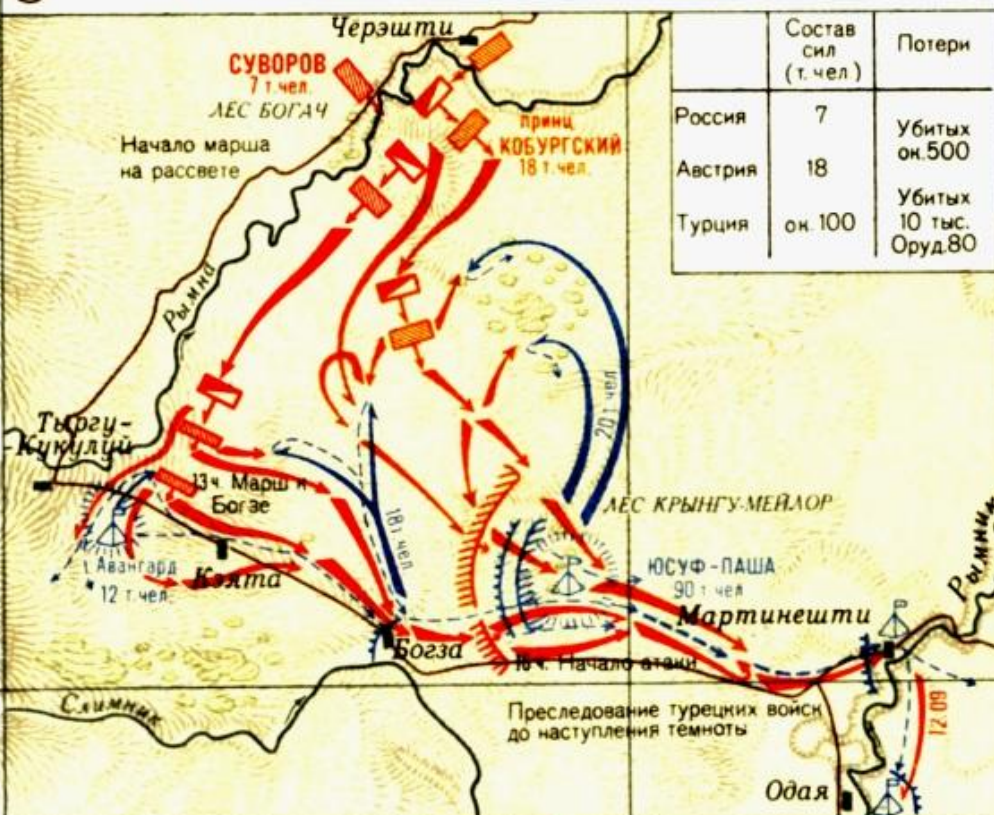 Черэшти
СУВОРОВ
7 т.чел.
ЛЕС БОГАЧ
Начало марша
на рассвете
принц
КОБУРГСКИЙ
18 т.чел.
Состав
сил
(т.чел)
Потери
Россия
7
Убитых
ок.500
Австрия
18
Турция
ок.100
Убитых
10 тыс.
Оруд.80
Рымна
Тыргу-
-Кукулуй
20 т чел
13ч. Марш к
Богзе
18 т.чел
ЛЕС КРЫНГУ-МЕЙЛОР
Авангард
12 т.чел.
Кэята
ЮСУФ-ПАША
90 т чел
Мартинешти
Рымник
Богза
16 ч. Начало атаки
Слимник
Преследование турецких войск
до наступления темноты
12.09
Одая